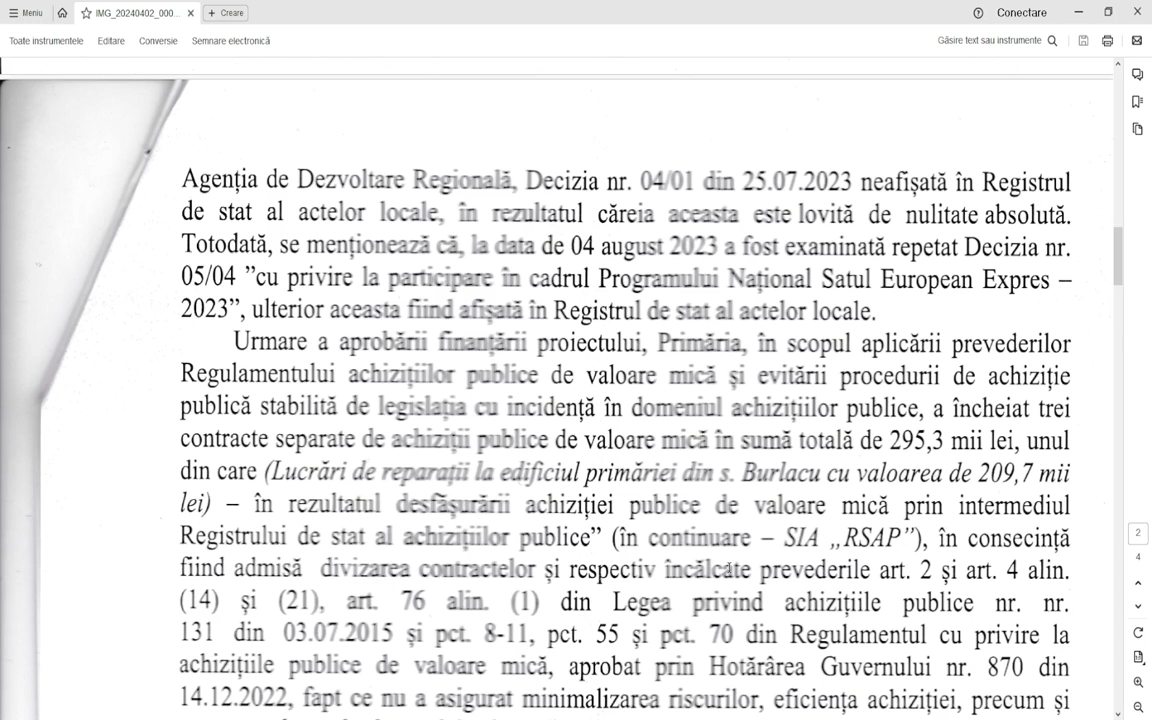 Meniu
IMG_20240402_000...
Creare
Conectare
Toate instrumentele Editare Conversie Semnare electronică
Găsire text sau instrumente
Agenția de Dezvoltare Regională, Decizia nr. 04/01 din 25.07.2023 neafișată în Registrul
de stat al actelor locale, în rezultatul căreia aceasta este lovită de nulitate absolută.
Totodată, se menționează că, la data de 04 august 2023 a fost examinată repetat Decizia nr.
05/04 ”cu privire la participare în cadrul Programului Național Satul European Expres –
2023”, ulterior aceasta fiind afișată în Registrul de stat al actelor locale.
Urmare a aprobării finanțării proiectului, Primăria, în scopul aplicării prevederilor
Regulamentului achizițiilor publice de valoare mică și evitării procedurii de achiziție
publică stabilită de legislația cu incidență în domeniul achizițiilor publice, a încheiat trei
contracte separate de achiziții publice de valoare mică în sumă totală de 295,3 mii lei, unul
din care (Lucrări de reparații la edificiul primăriei din s. Burlacu cu valoarea de 209,7 mii
lei) – în rezultatul desfășurării achiziției publice de valoare mică prin intermediul
Registrului de stat al achizițiilor publice” (în continuare – SIA „RSAP”), în consecință
fiind admisă divizarea contractelor și respectiv încălcate prevederile art. 2 și art. 4 alin.
(14) și (21), art. 76 alin. (1) din Legea privind achizițiile publice nr. nr.
131 din 03.07.2015 și pct. 8-11, pct. 55 și pct. 70 din Regulamentul cu privire la
achizițiile publice de valoare mică, aprobat prin Hotărârea Guvernului nr. 870 din
14.12.2022, fapt ce nu a asigurat minimalizarea riscurilor, eficiența achiziției, precum și
2
4